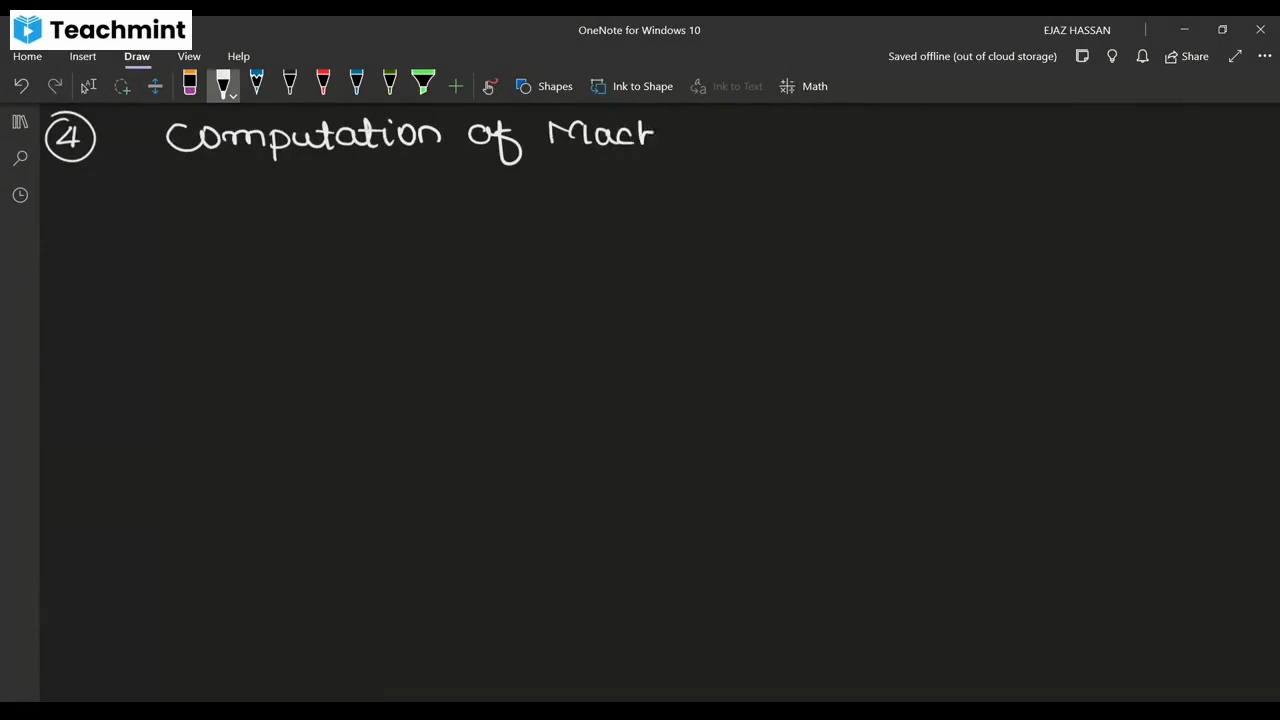 Teachmint
OneNote for Windows 10
EJAZ HASSAN
Home Insert Draw View Help
Saved offline (out of cloud storage)
Share
Shapes
Ink to Shape
Ink to Text
Math
4 Computation of Mach